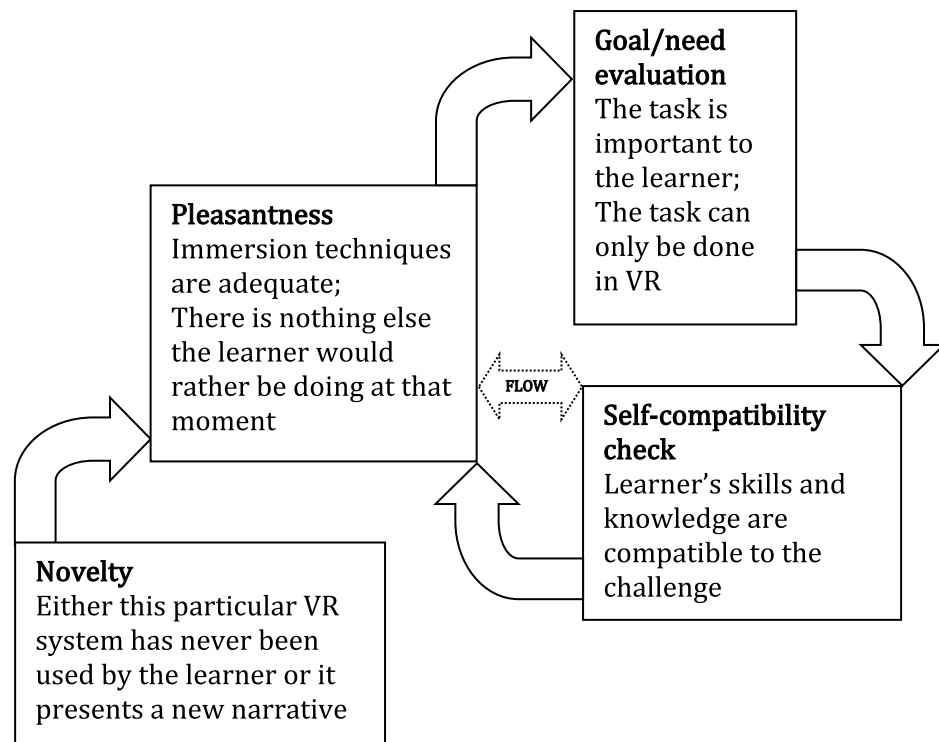 Goal/need
evaluation
The task is
important to
the learner;
The task can
only be done
in VR
Pleasantness
Immersion techniques
are adequate;
There is nothing else
the learner would
rather be doing at that
moment
FLOW
Self-compatibility
check
Learner’s skills and
knowledge are
compatible to the
challenge
Novelty
Either this particular VR
system has never been
used by the learner or it
presents a new narrative